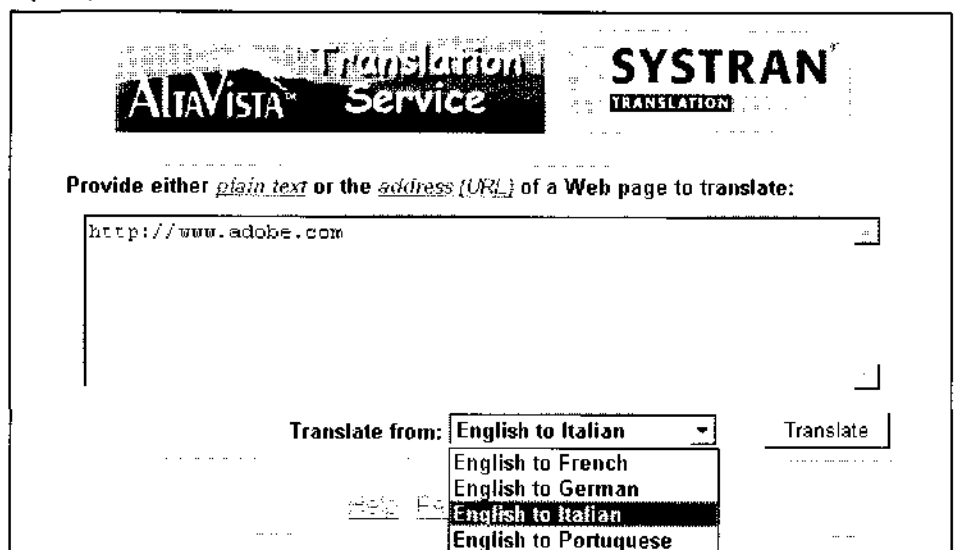 AltaVista™ Translation Service
SYSTRAN
TRANSLATION
Provide either plain text or the address (URL) of a Web page to translate:
http://www.adobe.com
Translate from: English to Italian Translate
English to French
English to German
English to Italian
English to Portuguese
Help